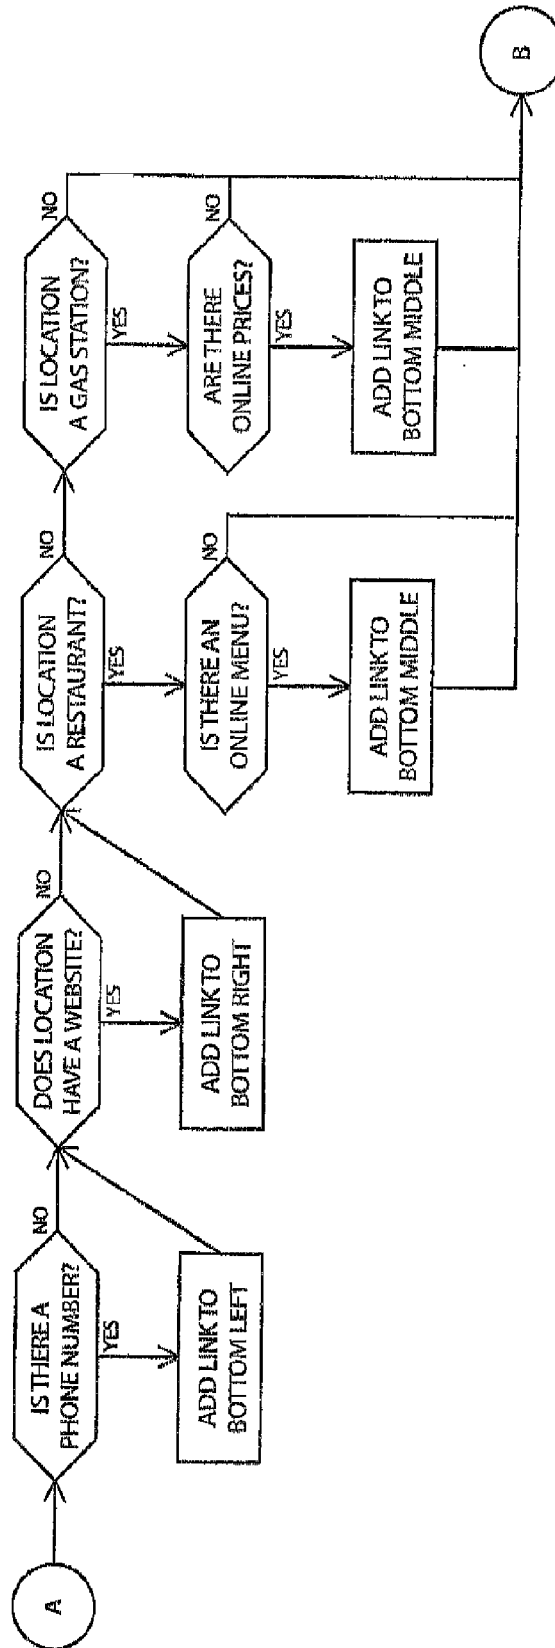 A
IS THERE A
PHONE NUMBER?
NO
YES
ADD LINK TO
BOTTOM LEFT
DOES LOCATION
HAVE A WEBSITE?
NO
YES
ADD LINK TO
BOTTOM RIGHT
IS LOCATION
A RESTAURANT?
NO
YES
IS THERE AN
ONLINE MENU?
NO
YES
ADD LINK TO
BOTTOM MIDDLE
IS LOCATION
A GAS STATION?
NO
YES
ARE THERE
ONLINE PRICES?
NO
YES
ADD LINK TO
BOTTOM MIDDLE
B